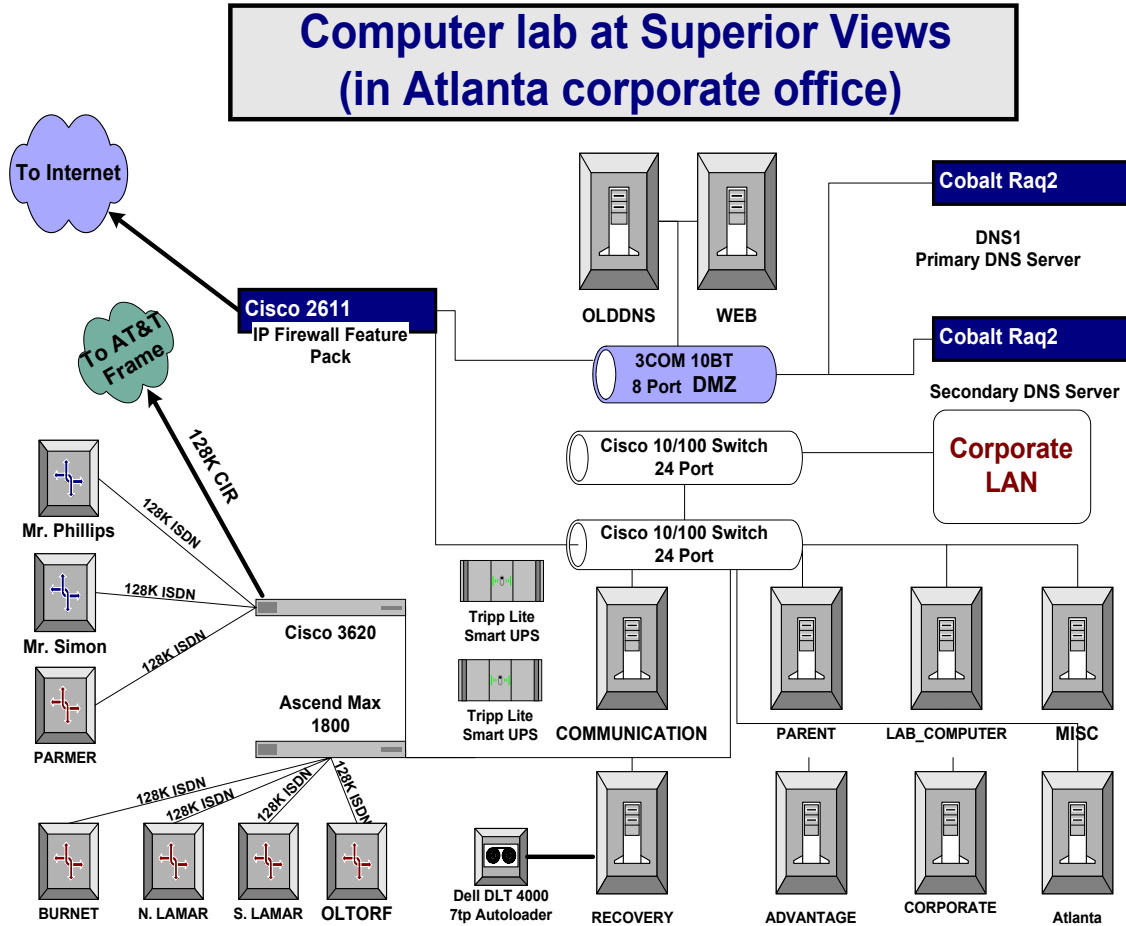 Computer lab at Superior Views
(in Atlanta corporate office)
To Internet
Cobalt Raq2
DNS1
Primary DNS Server
OLDDNS
WEB
Cisco 2611
IP Firewall Feature
Pack
To AT&T
Frame
3COM 10BT
8 Port DMZ
Cobalt Raq2
Secondary DNS Server
128K CIR
Cisco 10/100 Switch
24 Port
Corporate
LAN
Cisco 10/100 Switch
24 Port
Mr. Phillips
128K ISDN
128K ISDN
Mr. Simon
128K ISDN
PARMER
Cisco 3620
Tripp Lite
Smart UPS
Tripp Lite
Smart UPS
Ascend Max
1800
COMMUNICATION
PARENT
LAB_COMPUTER
MISC
128K ISDN
128K ISDN
128K ISDN
128K ISDN
BURNET
N. LAMAR
S. LAMAR
OLTORF
Dell DLT 4000
7tp Autoloader
RECOVERY
ADVANTAGE
CORPORATE
Atlanta